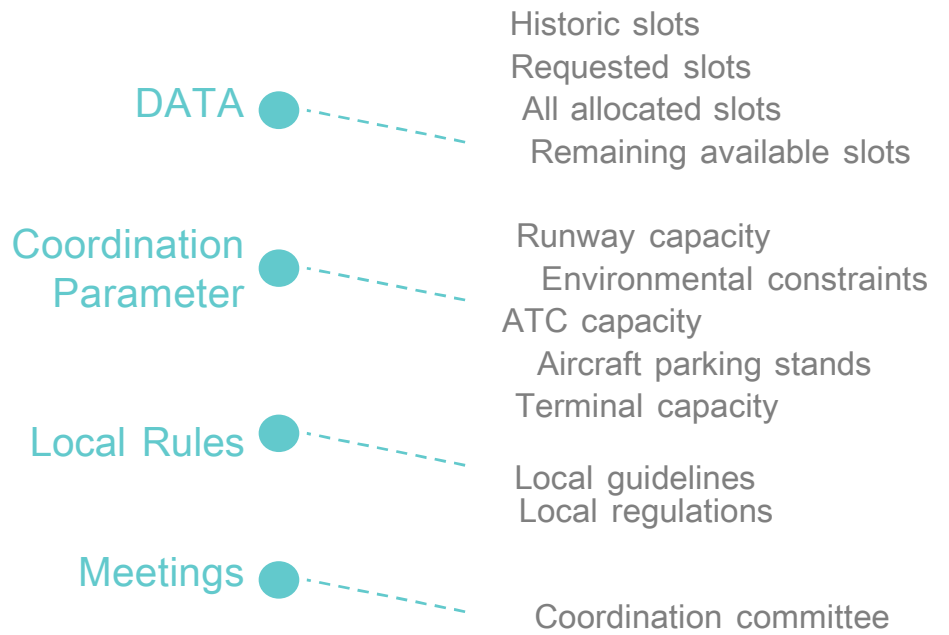 DATA
Historic slots
Requested slots
All allocated slots
Remaining available slots
Coordination
Parameter
Runway capacity
Environmental constraints
ATC capacity
Aircraft parking stands
Terminal capacity
Local Rules
Local guidelines
Local regulations
Meetings
Coordination committee